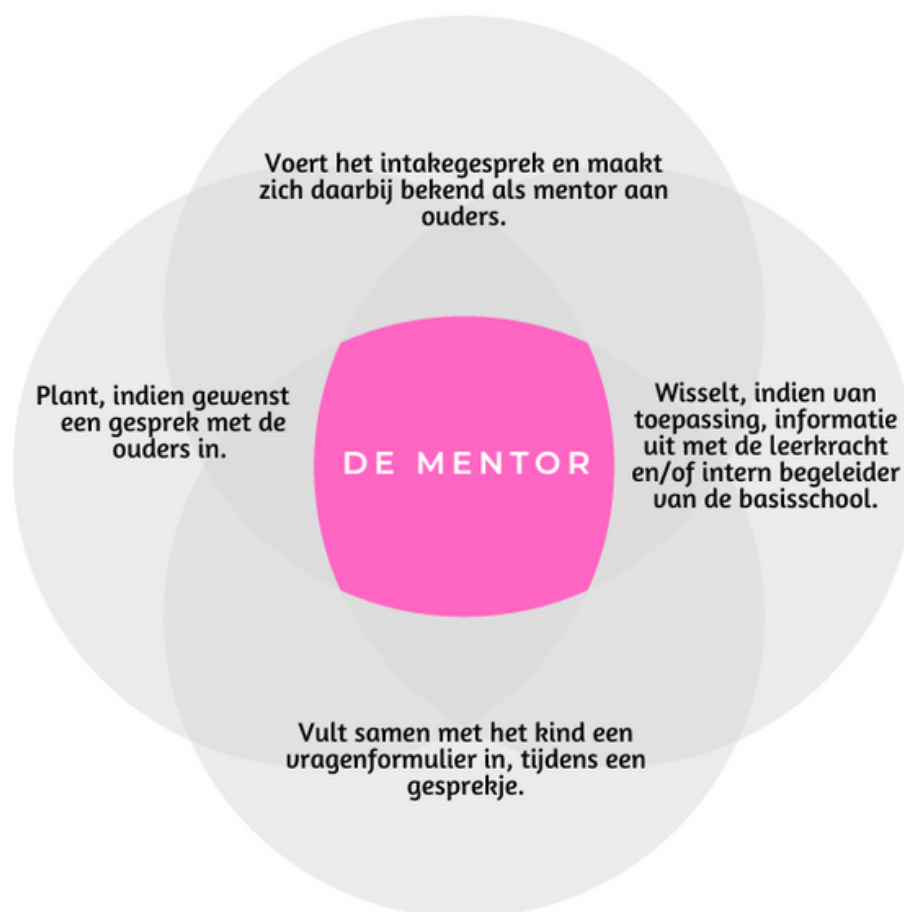 Voert het intakegesprek en maakt
zich daarbij bekend als mentor aan
ouders.
Plant, indien gewenst
een gesprek met de
ouders in.
DE MENTOR
Wisselt, indien van
toepassing, informatie
uit met de leerkracht
en/of intern begeleider
van de basisschool.
Vult samen met het kind een
vragenformulier in, tijdens een
gesprekje.